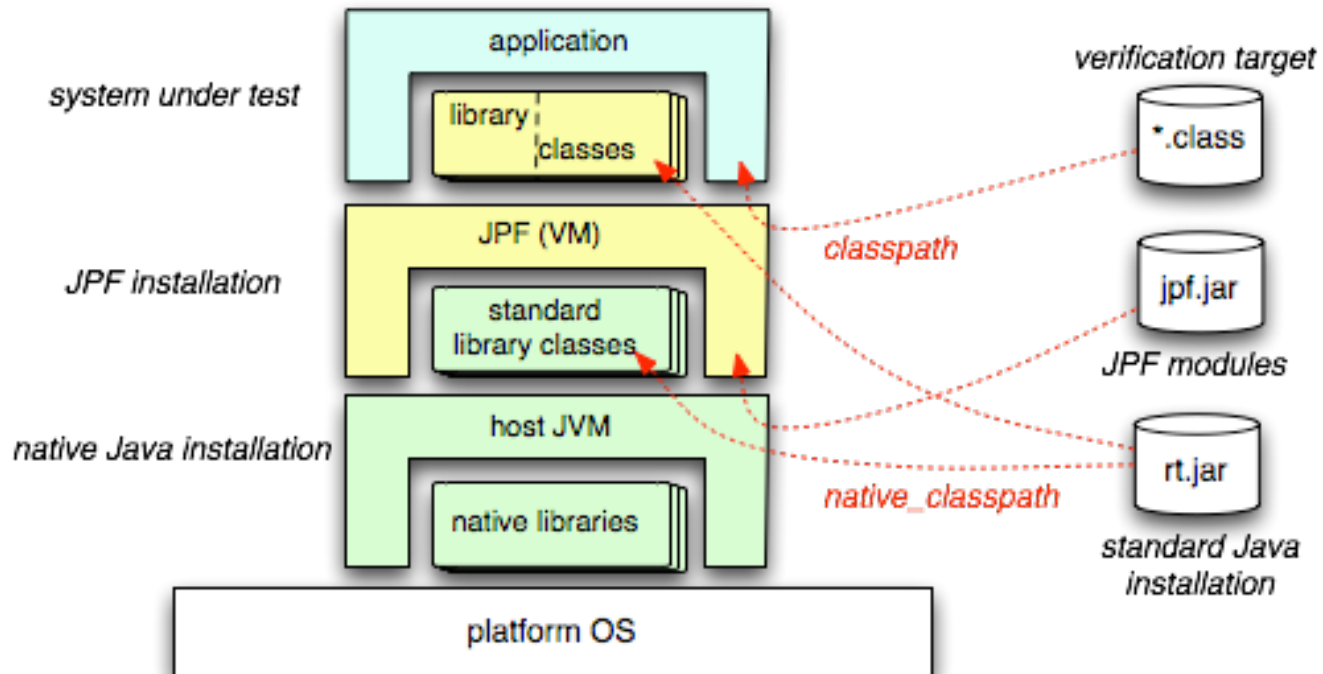 application
verification target
system under test
library
classes
*.class
JPF (VM)
classpath
JPF installation
jpf.jar
standard
library classes
JPF modules
host JVM
native Java installation
rt.jar
native_classpath
native libraries
standard Java
installation
platform OS